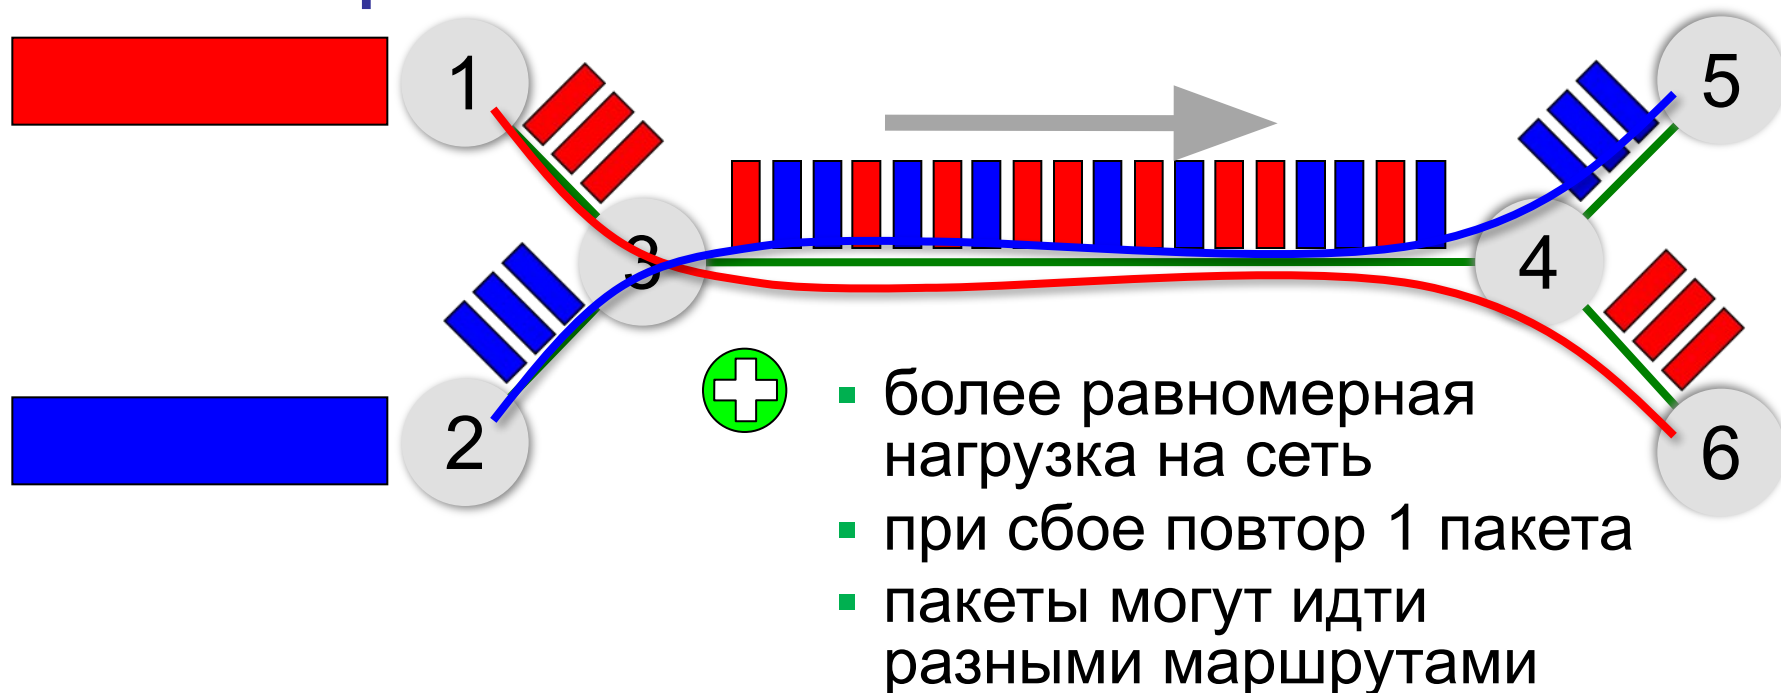 1
5
3
4
2
6
более равномерная
нагрузка на сеть
при сбое повтор 1 пакета
пакеты могут идти
разными маршрутами